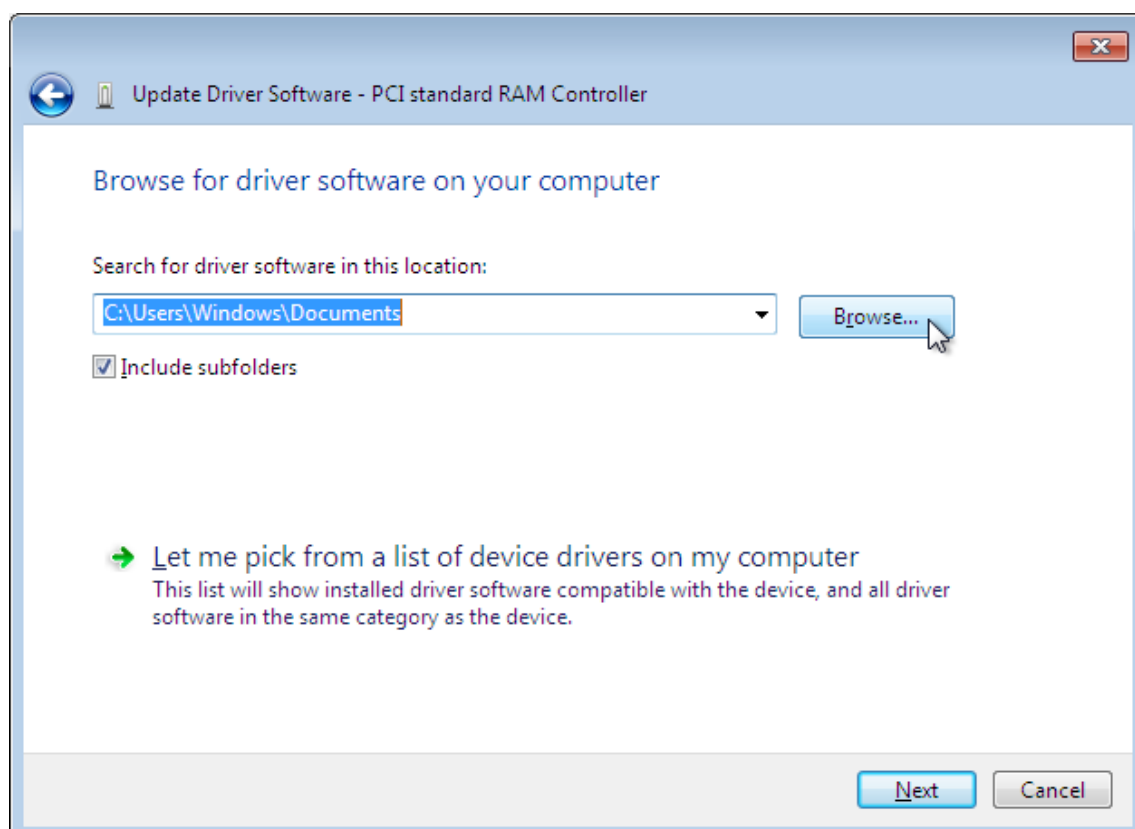 Update Driver Software - PCI standard RAM Controller
Browse for driver software on your computer
Search for driver software in this location:
C:\Users\Windows\Documents
Browse...
Include subfolders
Let me pick from a list of device drivers on my computer
This list will show installed driver software compatible with the device, and all driver
software in the same category as the device.
Next
Cancel